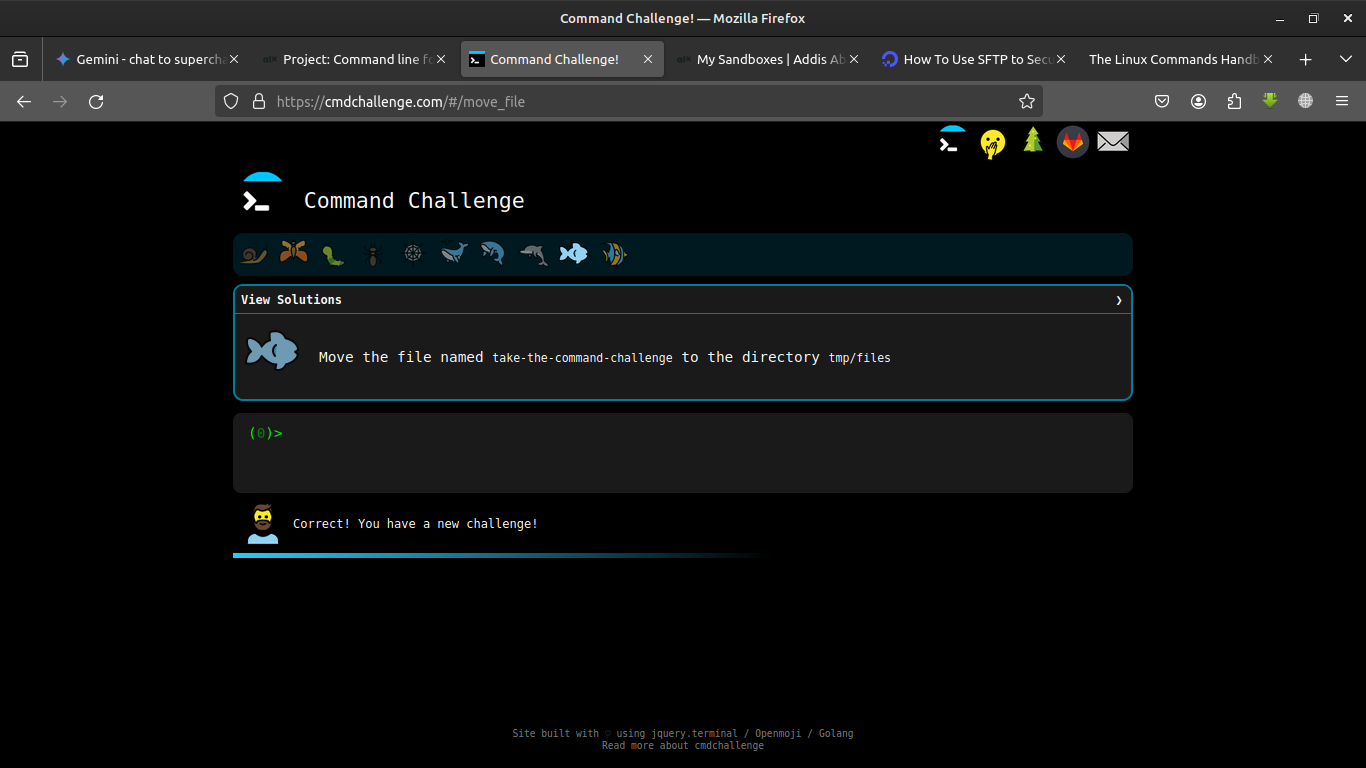 Command Challenge! — Mozilla Firefox
Gemini - chat to supercha
Project: Command line fo
Command Challenge!
My Sandboxes | Addis Ab
How To Use SFTP to Secu
The Linux Commands Handb
https://cmdchallenge.com/#/move_file
Command Challenge
View Solutions
Move the file named take-the-command-challenge to the directory tmp/files
(0)>
Correct! You have a new challenge!
Site built with ♡ using jquery.terminal / Openmoji / Golang
Read more about cmdchallenge